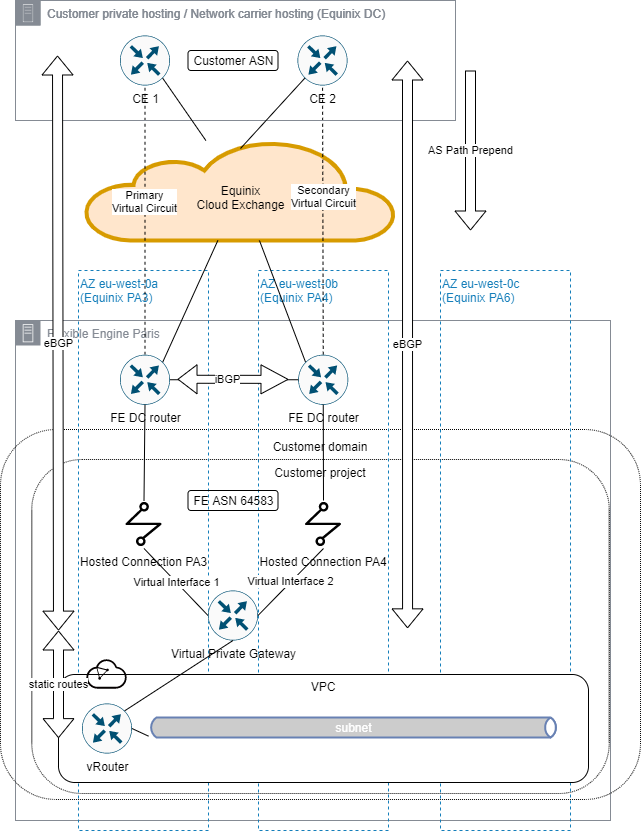 Customer private hosting / Network carrier hosting (Equinix DC)
Customer ASN
CE 1
CE 2
AS Path Prepend
Primary
Virtual Circuit
Equinix
Cloud Exchange
Secondary
Virtual Circuit
AZ eu-west-0a
(Equinix PA3)
AZ eu-west-0b
(Equinix PA4)
AZ eu-west-0c
(Equinix PA6)
Flexible Engine Paris
eBGP
eBGP
iBGP
FE DC router
FE DC router
Customer domain
Customer project
FE ASN 64583
Hosted Connection PA3
Hosted Connection PA4
Virtual Interface 1
Virtual Interface 2
Virtual Private Gateway
static routes
VPC
subnet
vRouter